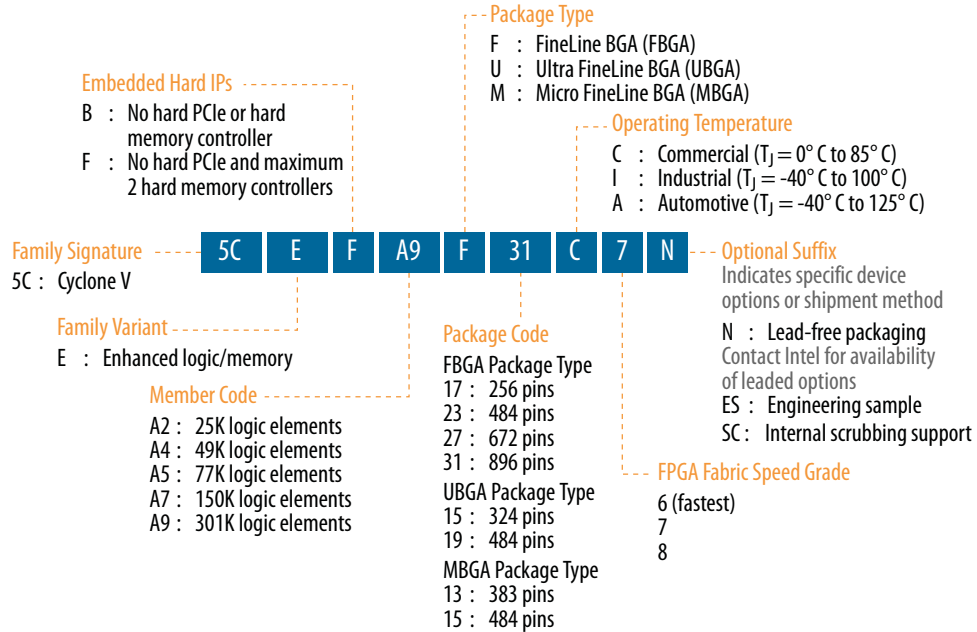 Package Type
F : FineLine BGA (FBGA)
U : Ultra FineLine BGA (UBGA)
M : Micro FineLine BGA (MBGA)
Embedded Hard IPs
B : No hard PCIe or hard
memory controller
F : No hard PCIe and maximum
2 hard memory controllers
Operating Temperature
C : Commercial (TJ = 0° C to 85° C)
I : Industrial (TJ = -40° C to 100° C)
A : Automotive (TJ = -40° C to 125° C)
Family Signature
5C : Cyclone V
5C E F A9 F 31 C 7 N
Optional Suffix
Indicates specific device
options or shipment method
N : Lead-free packaging
Contact Intel for availability
of leaded options
ES : Engineering sample
SC : Internal scrubbing support
Family Variant
E : Enhanced logic/memory
Member Code
A2 : 25K logic elements
A4 : 49K logic elements
A5 : 77K logic elements
A7 : 150K logic elements
A9 : 301K logic elements
Package Code
FBGA Package Type
17 : 256 pins
23 : 484 pins
27 : 672 pins
31 : 896 pins
UBGA Package Type
15 : 324 pins
19 : 484 pins
MBGA Package Type
13 : 383 pins
15 : 484 pins
FPGA Fabric Speed Grade
6 (fastest)
7
8